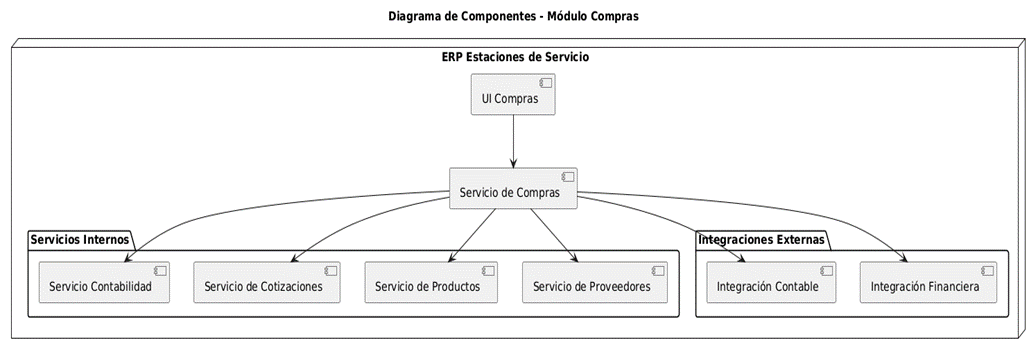 Diagrama de Componentes - Módulo Compras
ERP Estaciones de Servicio
UI Compras
Servicio de Compras
Servicios Internos
Integraciones Externas
Servicio Contabilidad
Servicio de Cotizaciones
Servicio de Productos
Servicio de Proveedores
Integración Contable
Integración Financiera